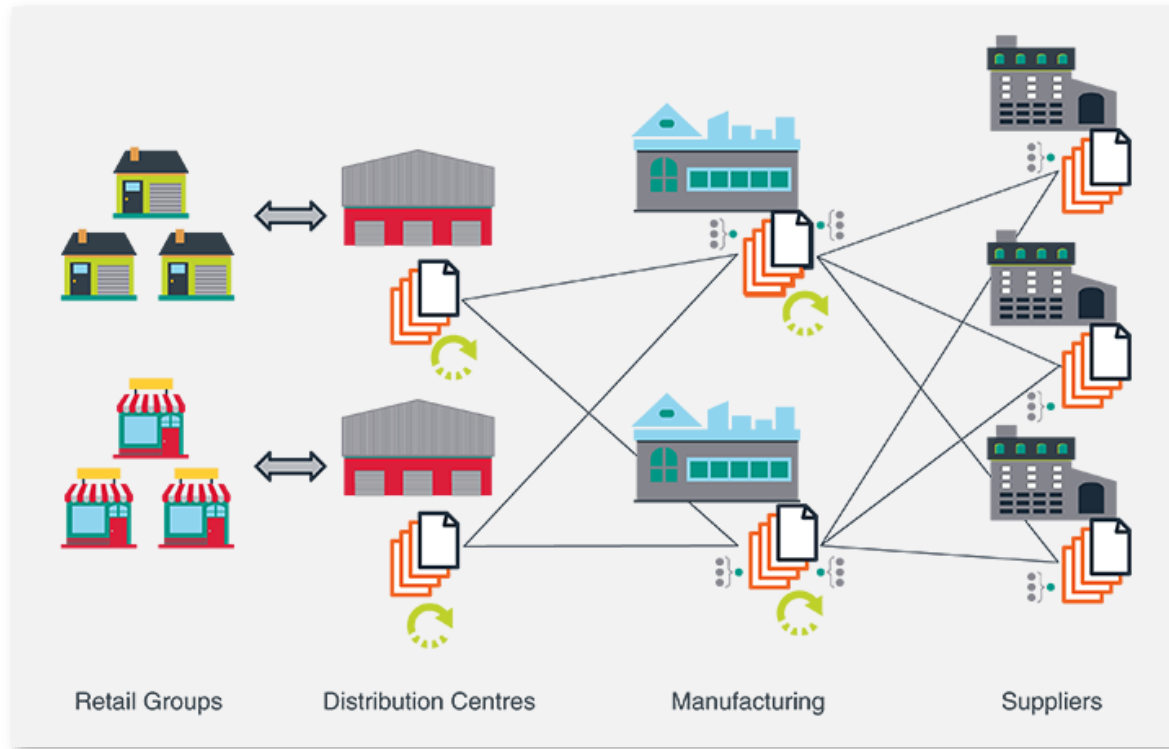 Retail Groups
Distribution Centres
Manufacturing
Suppliers